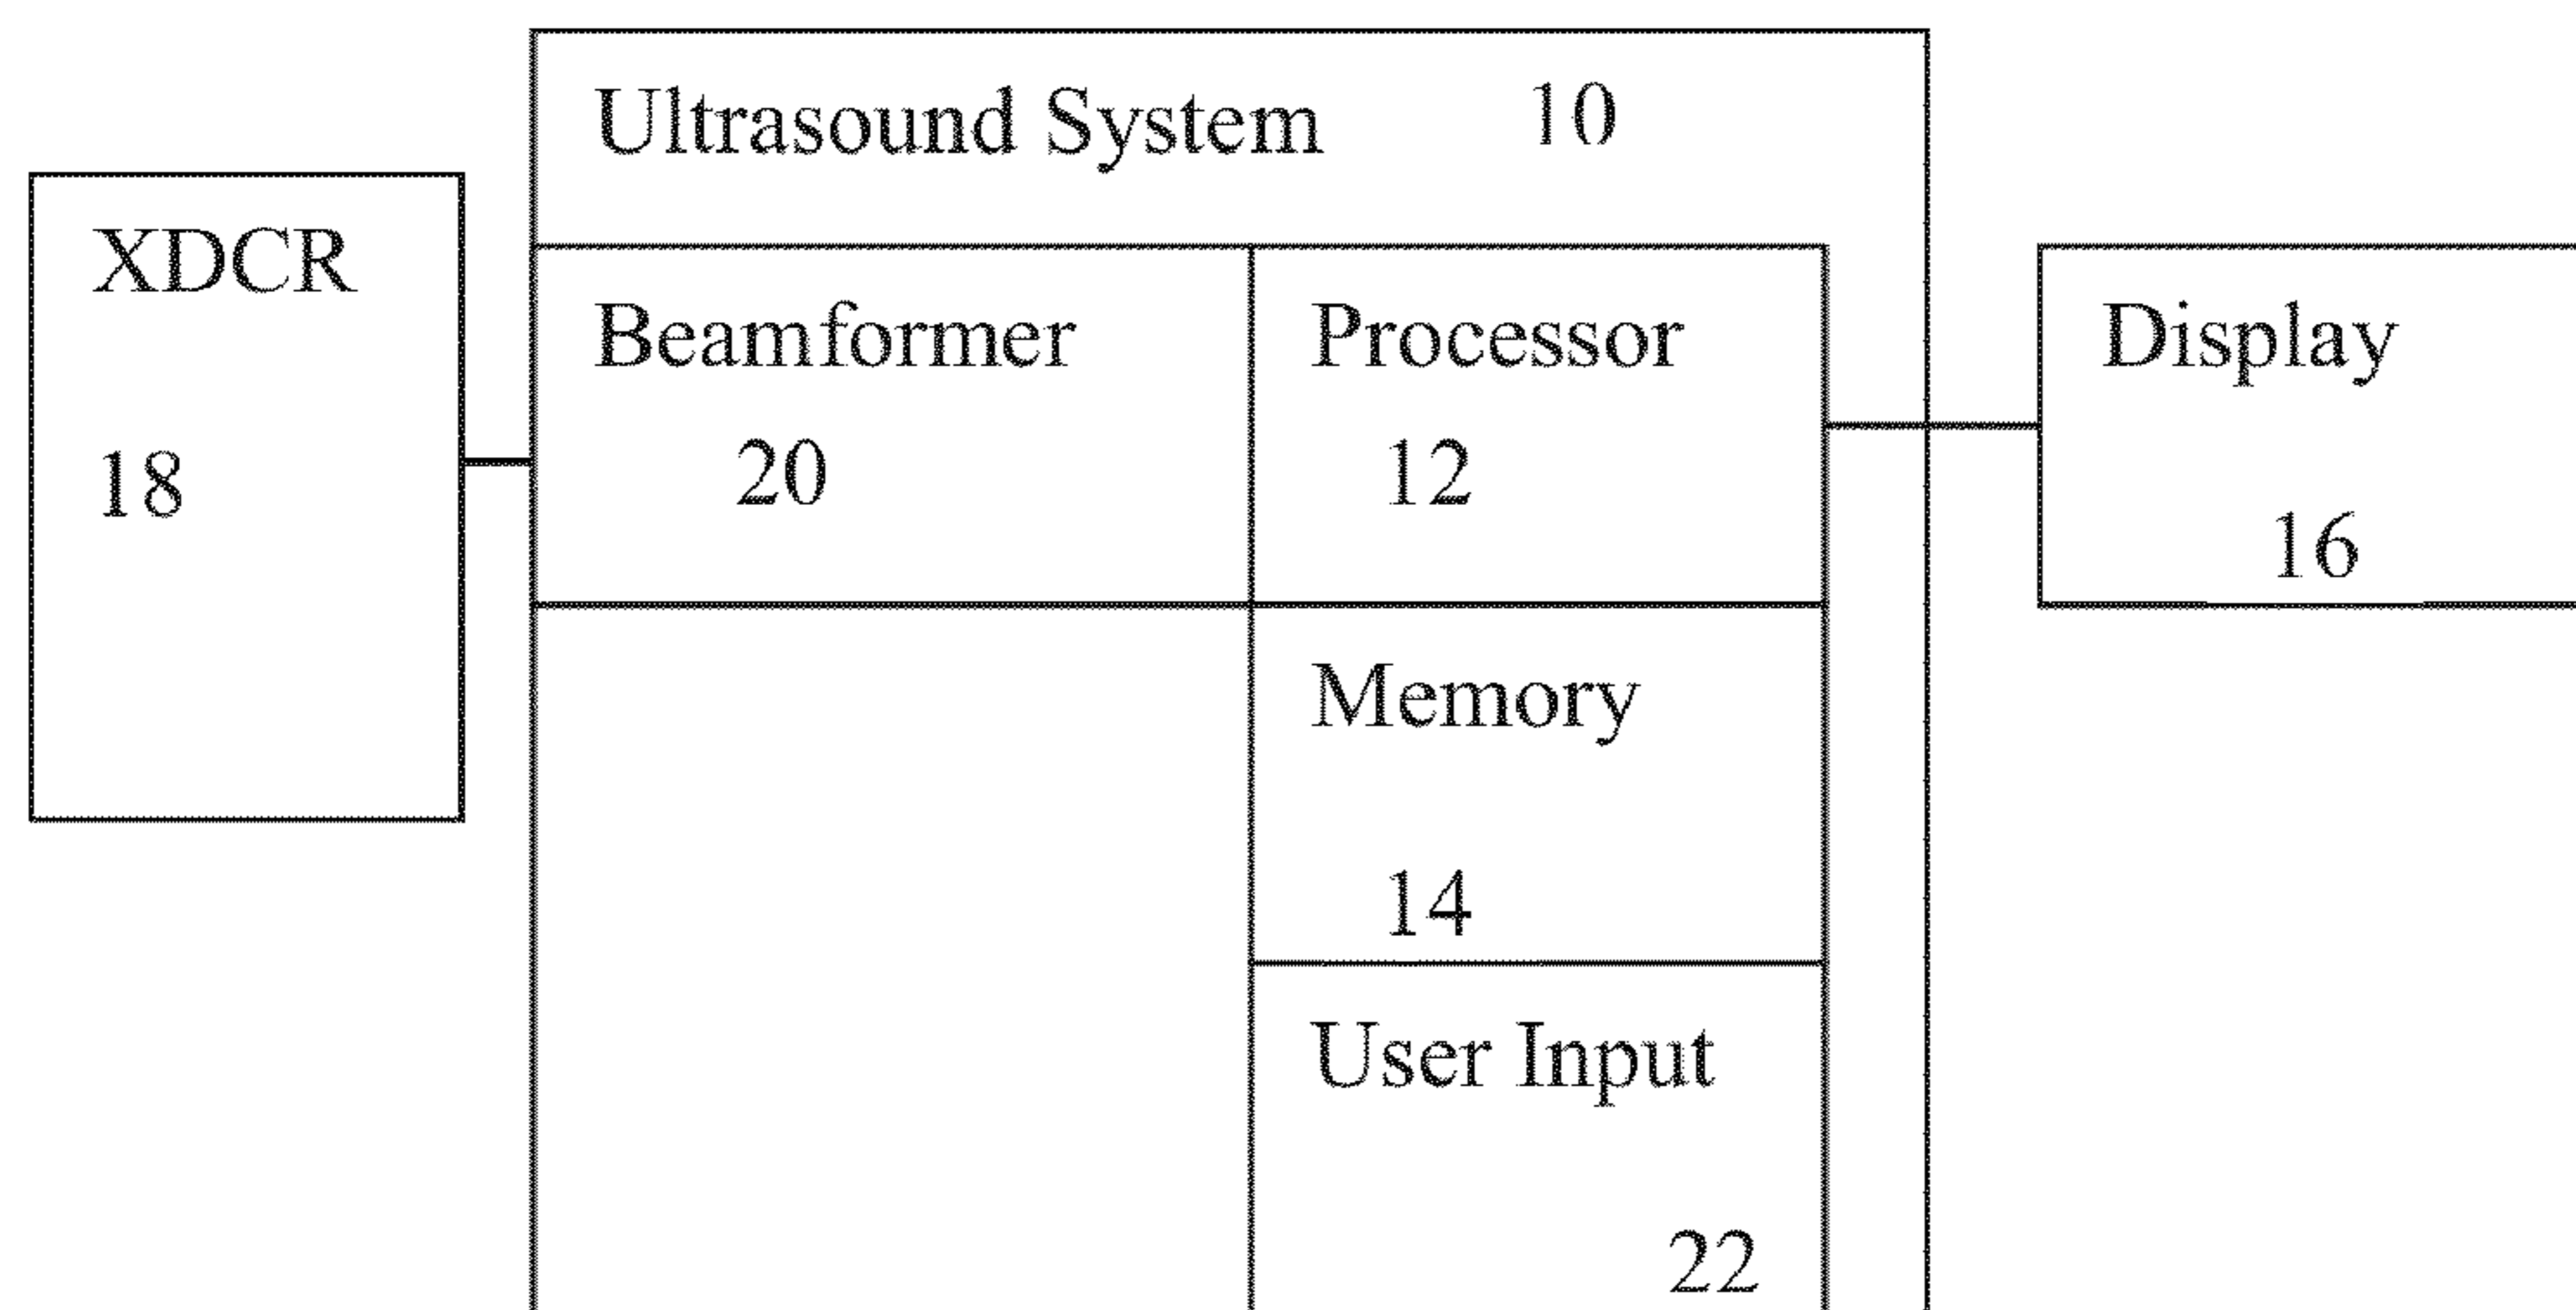 Ultrasound System 10
XDCR
18
Beamformer
20
Processor
12
Display
16
Memory
14
User Input
22